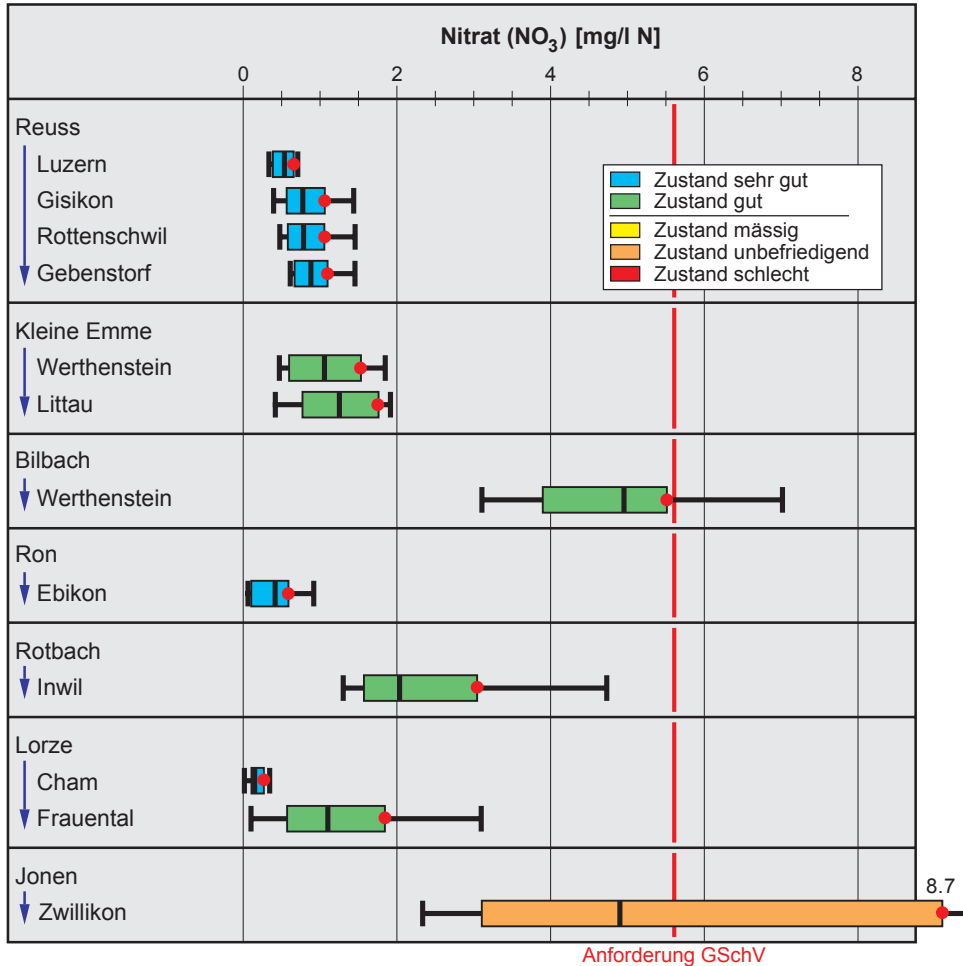 Nitrat (NO3) [mg/l N]
0 2 4 6 8
Reuss
Luzern
Gisikon
Rottenschwil
Gebenstorf
Zustand sehr gut
Zustand gut
Zustand mässig
Zustand unbefriedigend
Zustand schlecht
Kleine Emme
Werthenstein
Littau
Bilbach
Werthenstein
Ron
Ebikon
Rotbach
Inwil
Lorze
Cham
Frauental
Jonen
8.7
Zwillikon
Anforderung GSchV